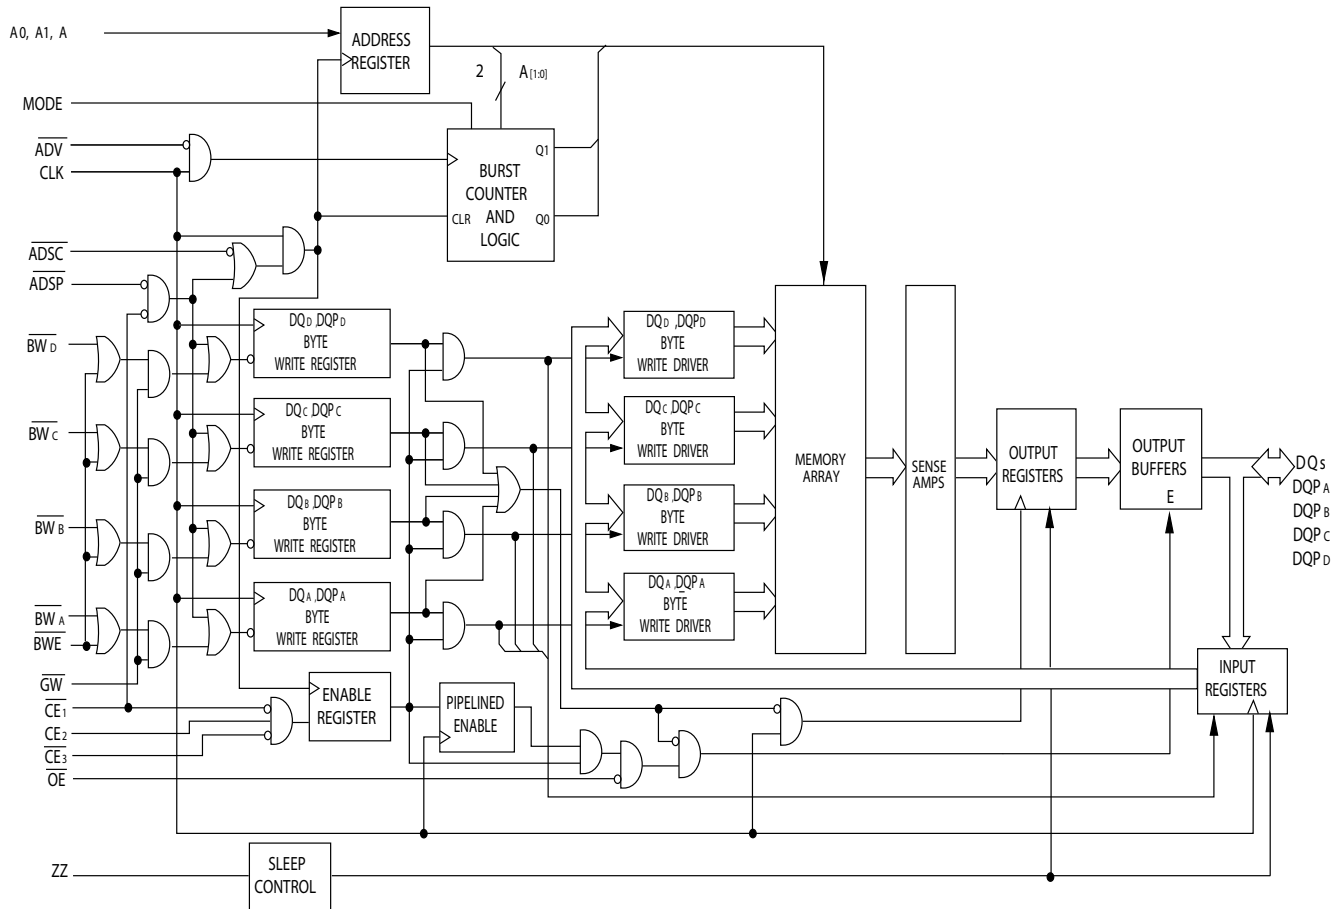 A0, A1, A
ADDRESS
REGISTER
2
A[1:0]
MODE
ADV
CLK
BURST
COUNTER
AND
LOGIC
Q1
CLR
Q0
ADSC
ADSP
DQD ,DQPD
BYTE
WRITE REGISTER
DQD ,DQPD
BYTE
WRITE DRIVER
BWD
DQC ,DQPC
BYTE
WRITE REGISTER
DQC ,DQPC
BYTE
WRITE DRIVER
BWC
MEMORY
ARRAY
SENSE
AMPS
OUTPUT
REGISTERS
OUTPUT
BUFFERS
E
DQs
DQPA
DQPB
DQPC
DQPD
DQB ,DQPB
BYTE
WRITE REGISTER
DQB ,DQPB
BYTE
WRITE DRIVER
BWB
DQA ,DQPA
BYTE
WRITE REGISTER
DQA ,DQPA
BYTE
WRITE DRIVER
BWA
BWE
GW
CE1
CE2
CE3
OE
ENABLE
REGISTER
PIPELINED
ENABLE
INPUT
REGISTERS
ZZ
SLEEP
CONTROL